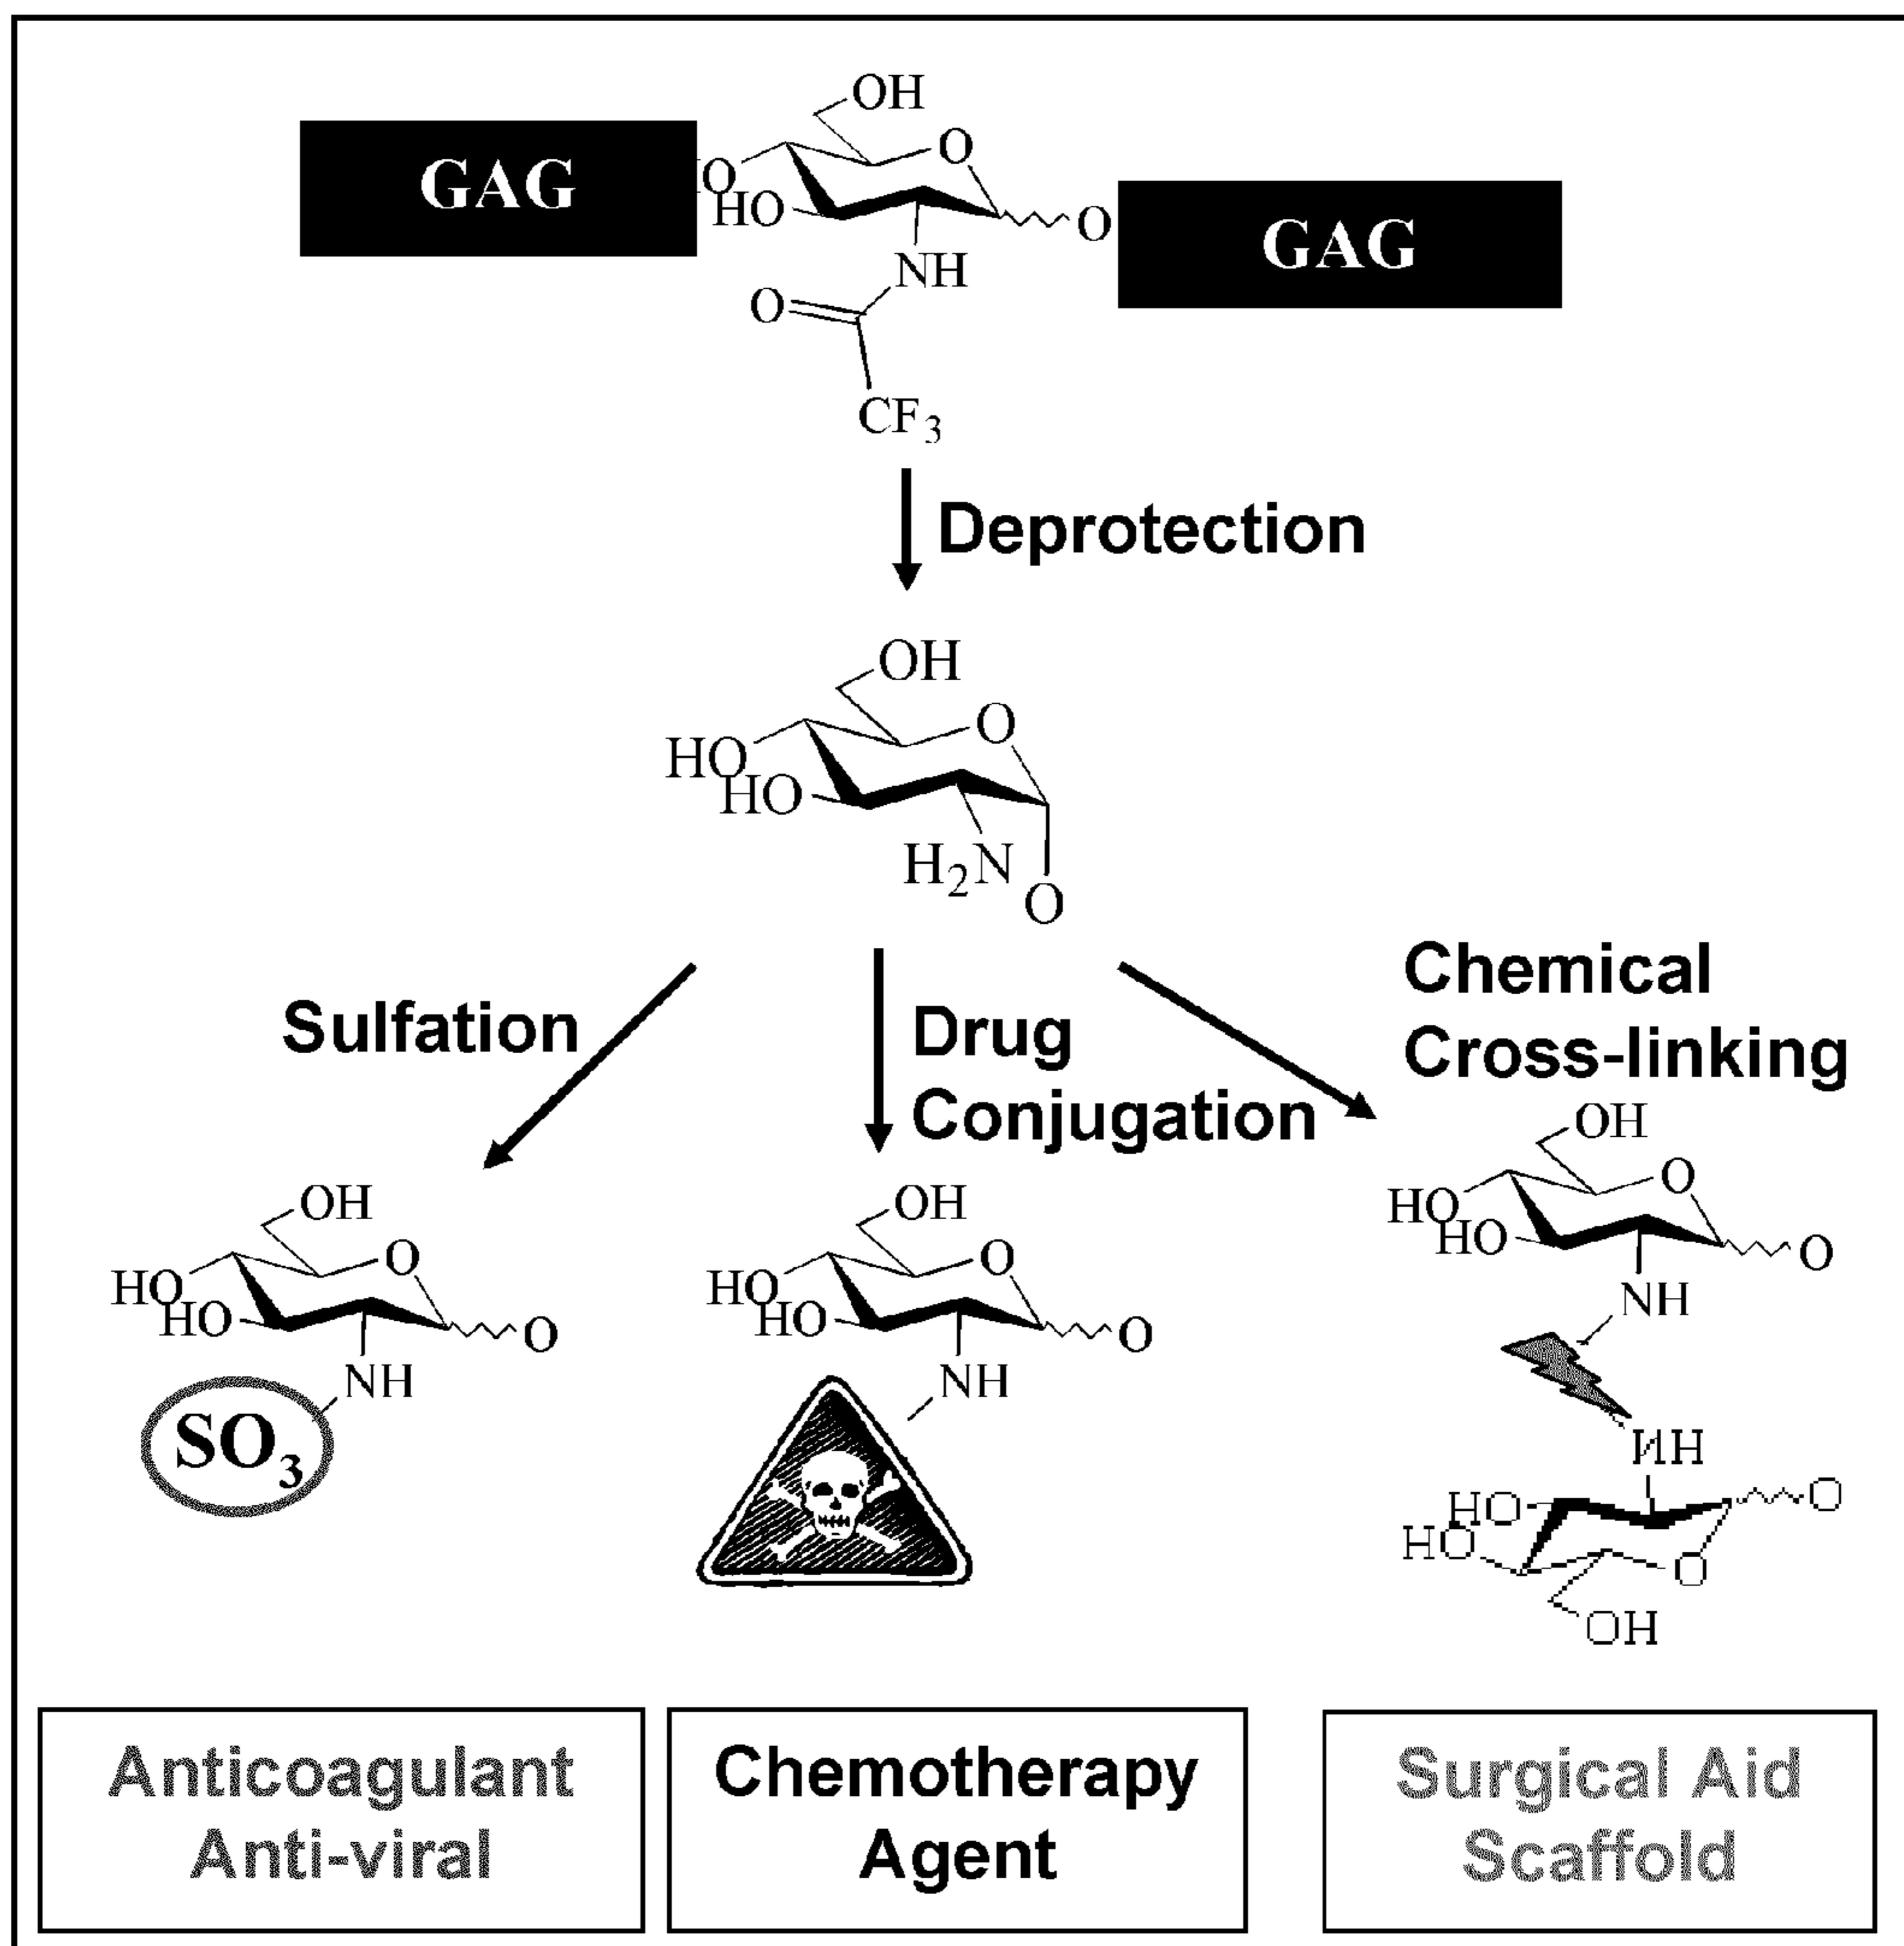 OH
GAG
O
O
HO
O
GAG
NH
O
CF3
Deprotection
OH
O
HO
HO
H2N
O
Sulfation
Drug
Conjugation
Chemical
Cross-linking
OH
O
HO
HO
O
NH
SO3
OH
O
HO
HO
O
NH
OH
O
HO
HO
O
NH
NH
HO
O
HO
O
OH
Anticoagulant
Anti-viral
Chemotherapy
Agent
Surgical Aid
Scaffold